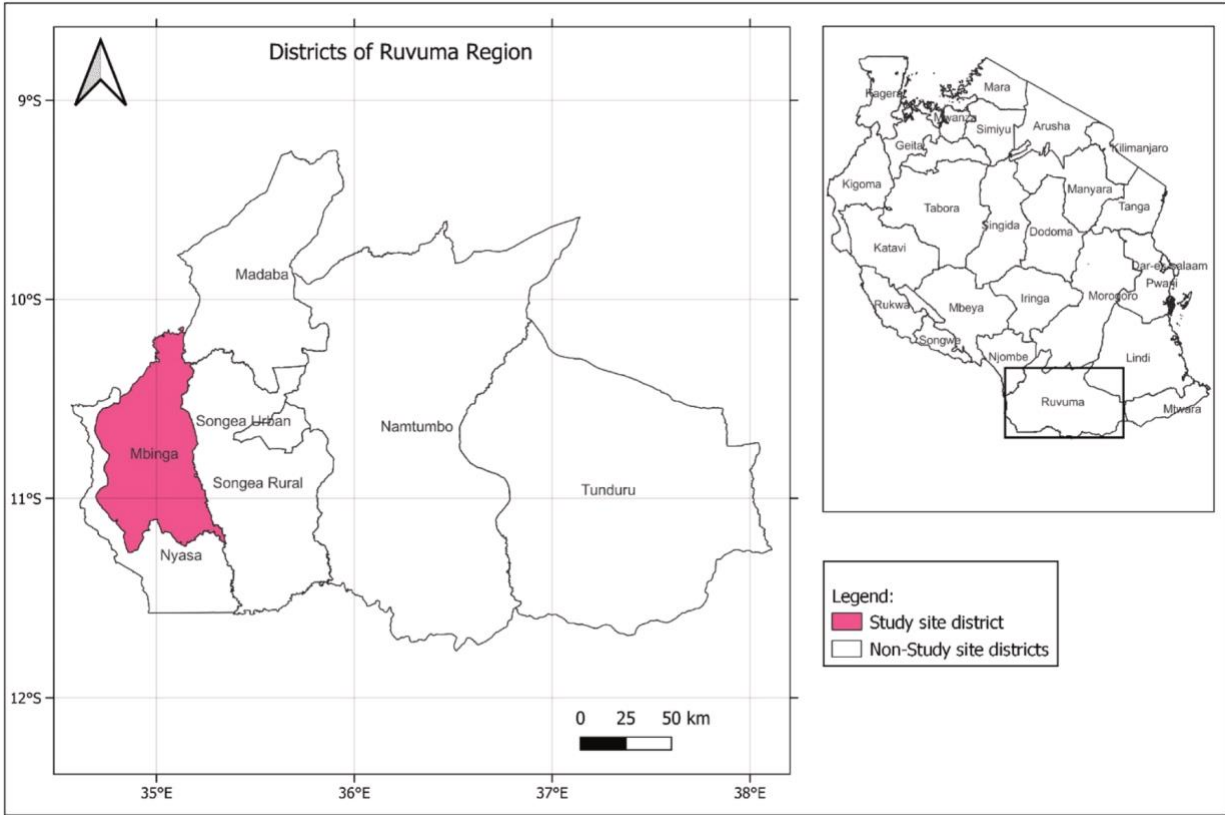 Districts of Ruvuma Region
9°S
10°S
11°S
12°S
35°E
36°E
37°E
38°E
Madaba
Songea Urban
Mbinga
Songea Rural
Nyasa
Namtumbo
Tunduru
0 25 50 km
Kagera
Mara
Mwanza
Simiyu
Arusha
Geita
Kilimanjaro
Kigoma
Manyara
Tabora
Singida
Tanga
Dodoma
Katavi
Dar-es-salaam
Pwani
Rukwa
Mbeya
Iringa
Morogoro
Songwe
Njombe
Lindi
Ruvuma
Mtwara
Legend:
Study site district
Non-Study site districts